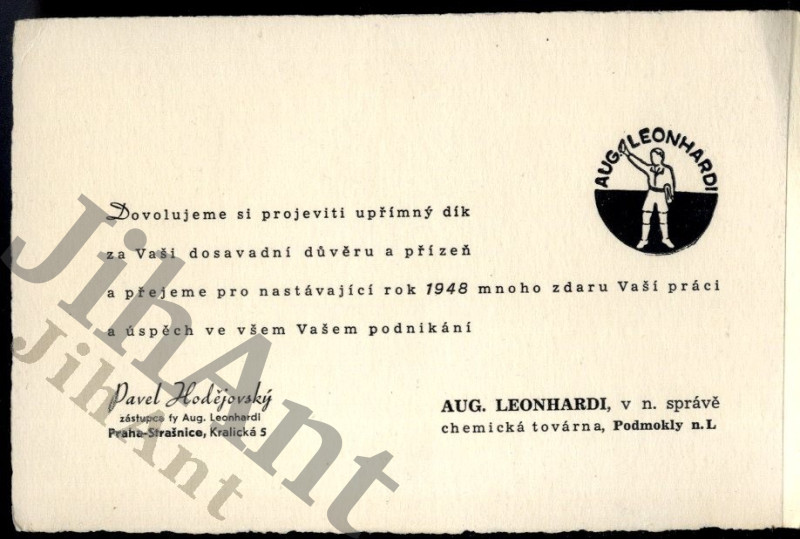 AUG. LEONHARDI
Dovolujeme si projeviti upřímný dík
za Vaši dosavadní důvěru a přízeň
a přejeme pro nastávající rok 1948 mnoho zdaru Vaší práci
a úspěch ve všem Vašem podnikání
Pavel Hodějovský
zástupce fy Aug. Leonhardi
Praha-Strašnice, Kralická 5
AUG. LEONHARDI, v n. správě
chemická továrna, Podmokly n. L
JihAnt
JihAnt